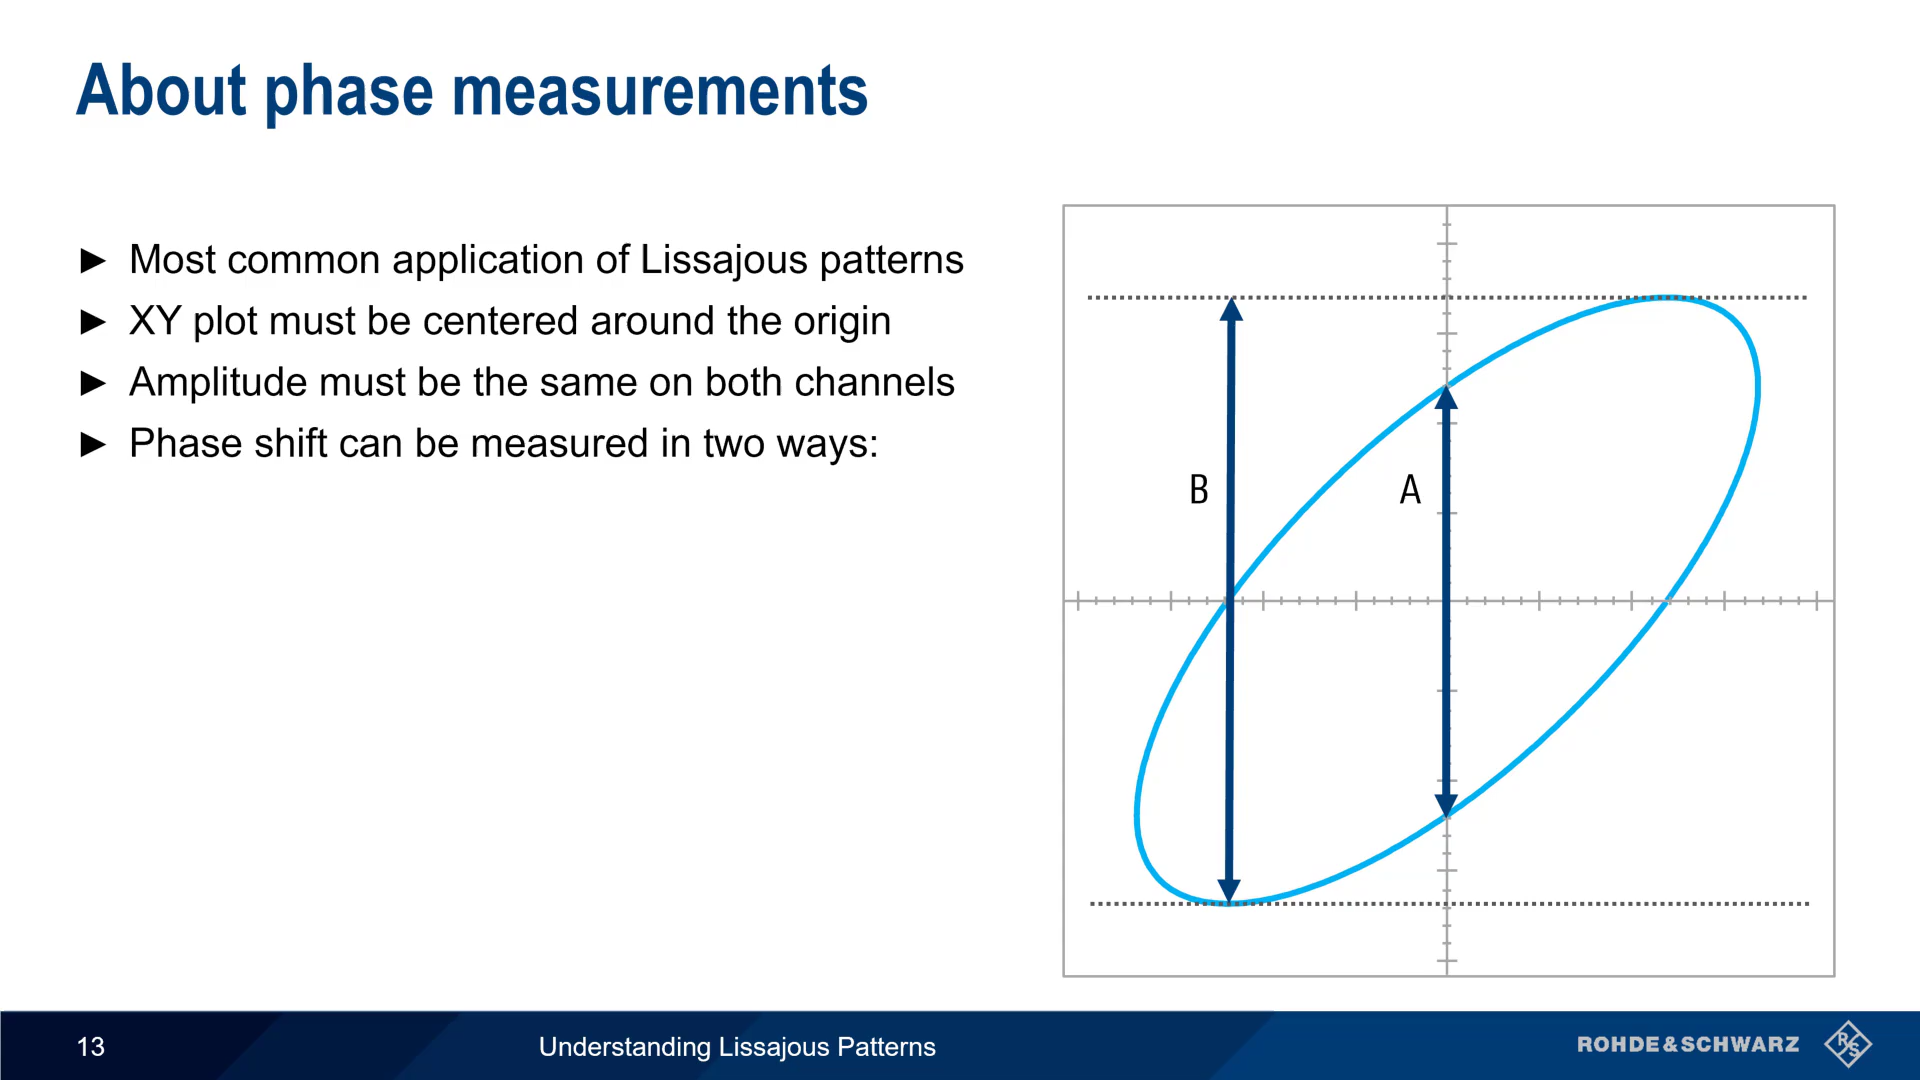 About phase measurements
► Most common application of Lissajous patterns
► XY plot must be centered around the origin
► Amplitude must be the same on both channels
► Phase shift can be measured in two ways:
B
A
13
Understanding Lissajous Patterns
ROHDE&SCHWARZ
R/S